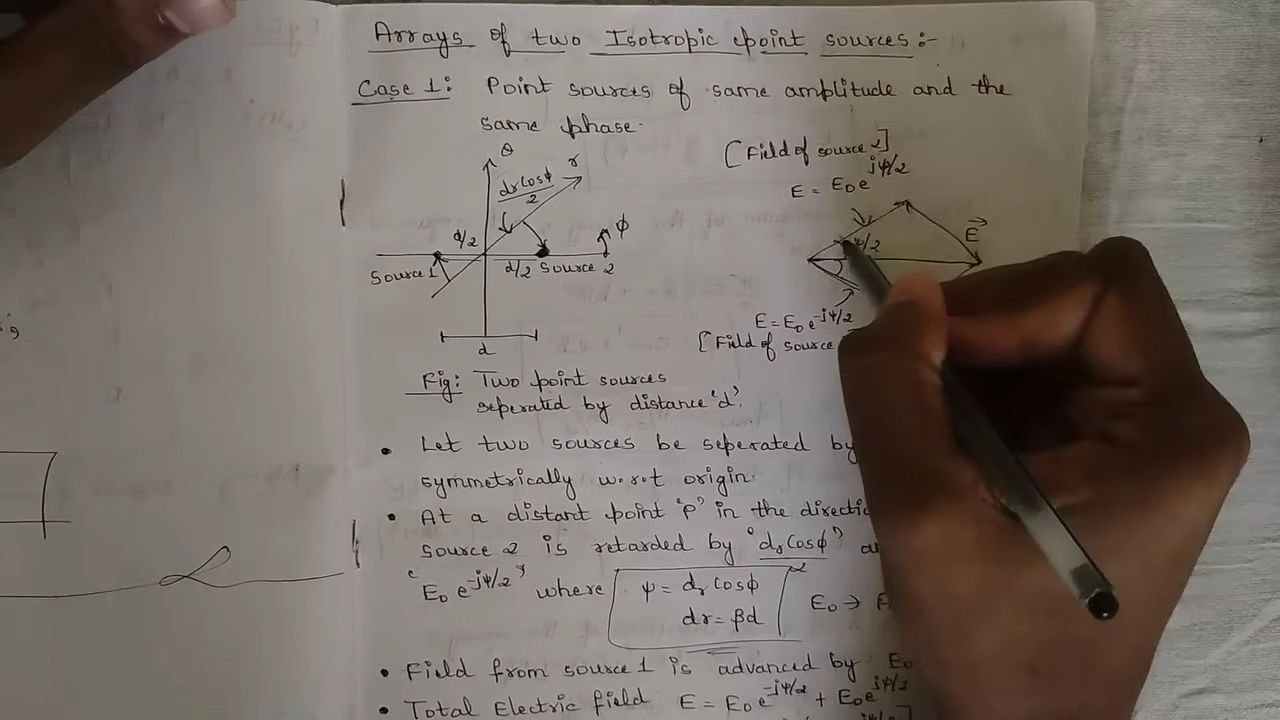 Arrays of two Isotropic point sources:-
Case 1: Point sources of same amplitude and the
same phase.
[Field of source 2]
E = E0 e^jψ/2
θ
r
dr cosφ/2
φ
d/2
Source 1
d/2 Source 2
d
E
ψ/2
E = E0 e^-jψ/2
[Field of source
Fig: Two point sources
seperated by distance 'd'.
• Let two sources be seperated by
symmetrically w.r.t origin.
• At a distant point 'P' in the
source 2 is retarded by "dr cosφ"
"E0 e^-jψ/2" where ψ = dr cosφ
dr = βd
E0 →
• Field from source 1 is advanced by E0
• Total Electric field E = E0 e^-jψ/2 + E0 e^jψ/2